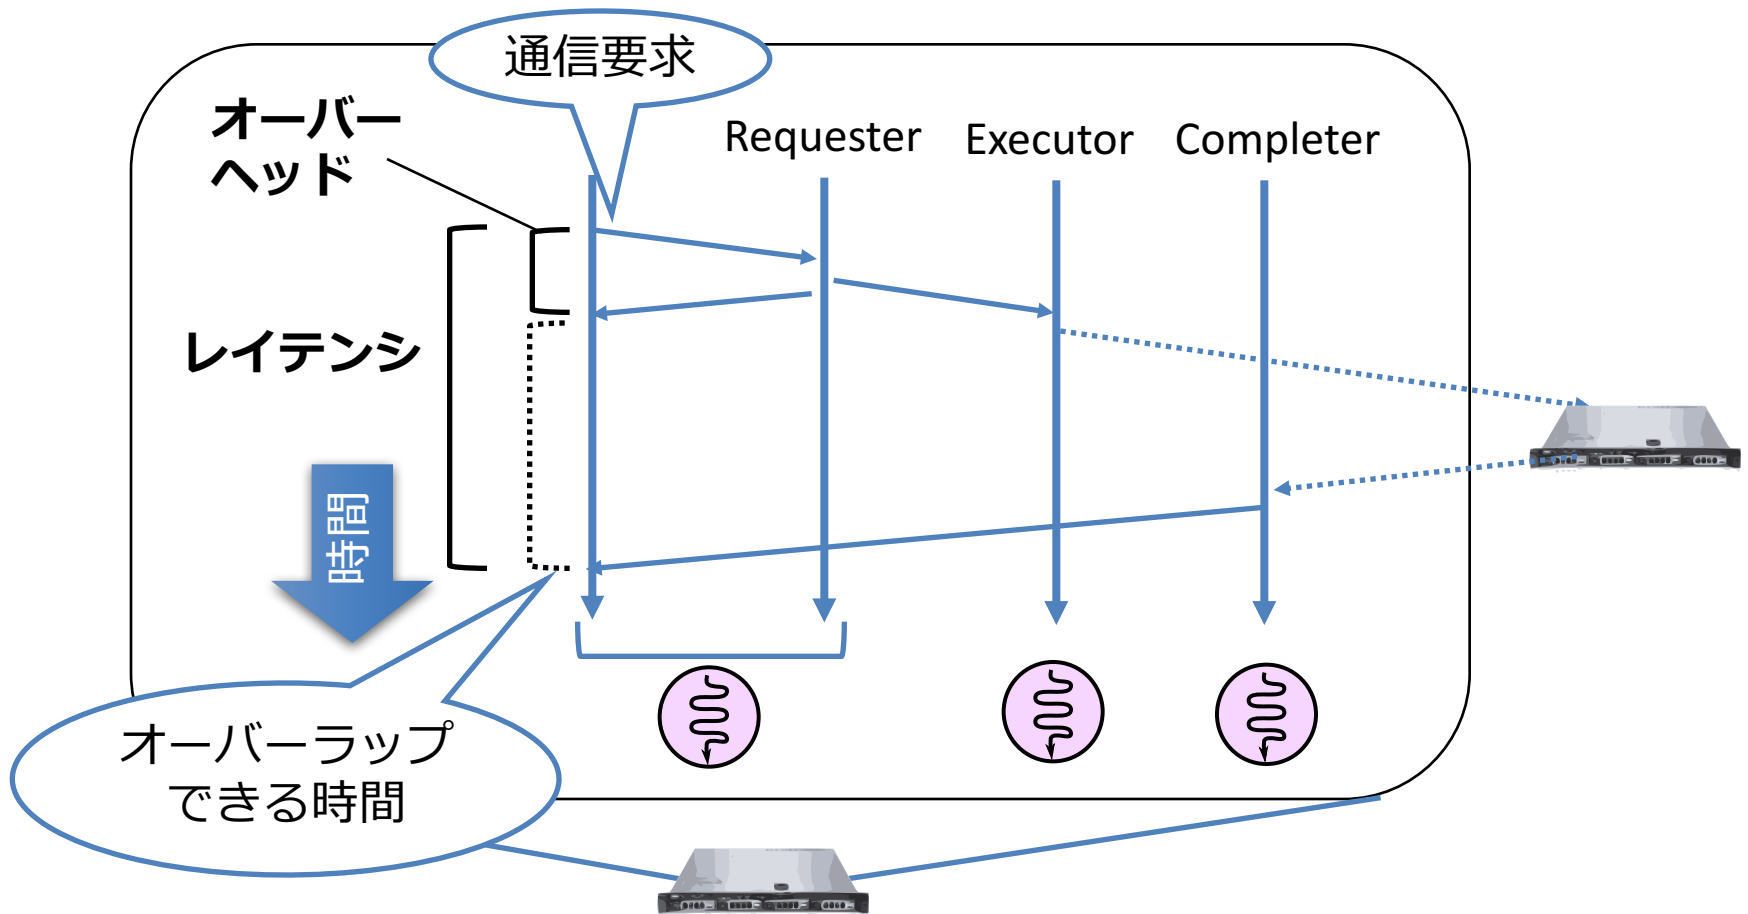 通信要求
オーバー
ヘッド
Requester
Executor
Completer
レイテンシ
時間
オーバーラップ
できる時間